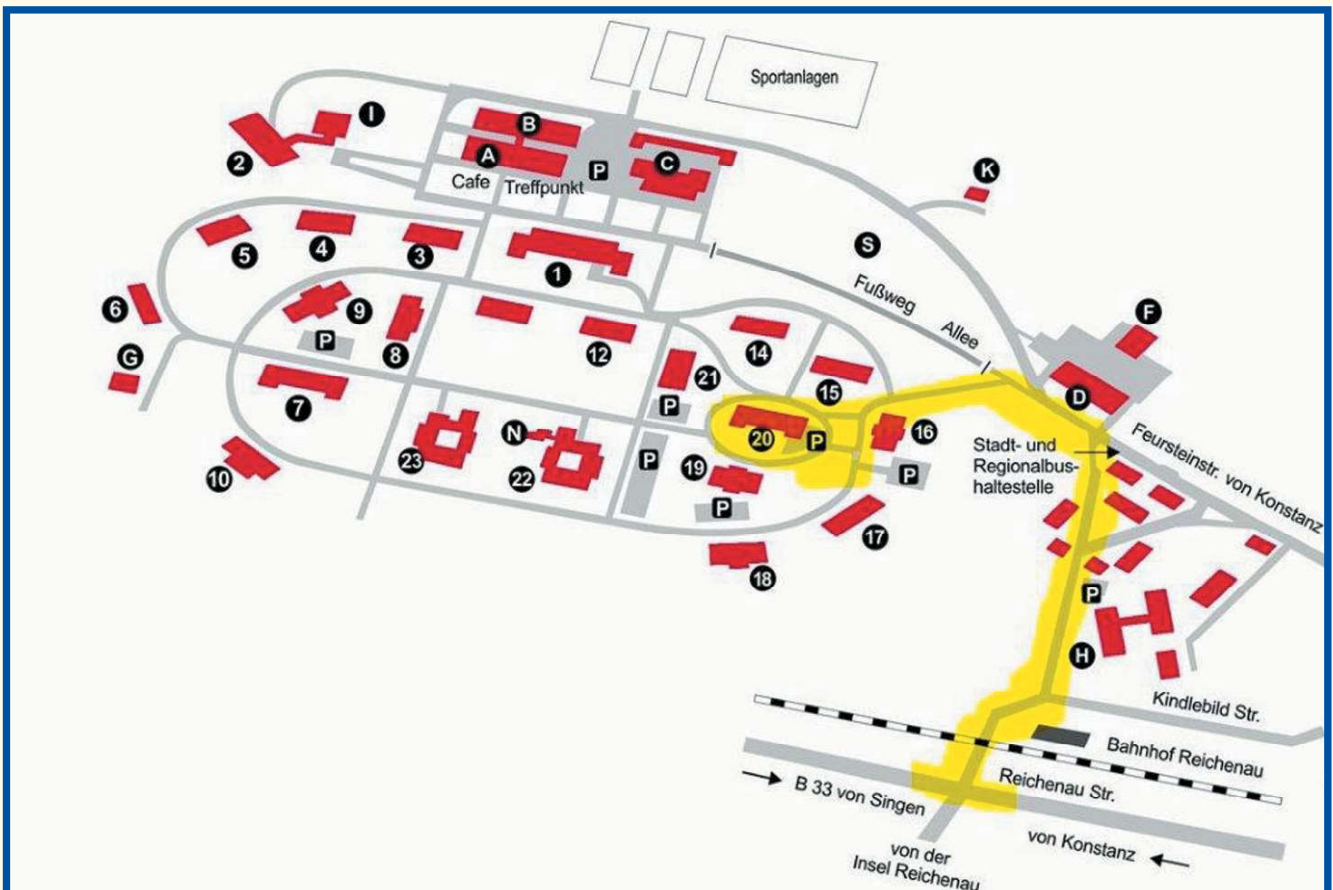 Sportanlagen
I
B
2
A
P
C
Cafe Treffpunkt
K
5
4
3
1
S
Fußweg
Allee
6
9
P
8
12
14
F
G
21
15
7
P
D
20
P
16
Stadt- und
Regionalbus-
haltestelle
Feursteinstr. von Konstanz
10
23
N
22
P
19
P
P
17
18
P
H
Kindlebild Str.
Bahnhof Reichenau
Reichenau Str.
B 33 von Singen
von Konstanz
von der
Insel Reichenau